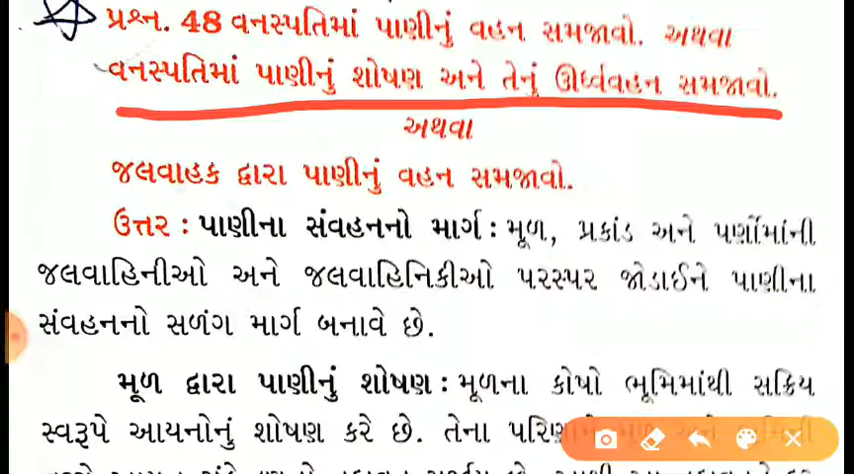 પ્રશ્ન. 48 વનસ્પતિમાં પાણીનું વહન સમજાવો. અથવા
વનસ્પતિમાં પાણીનું શોષણ અને તેનું ઊર્ધ્વવહન સમજાવો.
અથવા
જલવાહક દ્વારા પાણીનું વહન સમજાવો.
ઉત્તર : પાણીના સંવહનનો માર્ગ : મૂળ, પ્રકાંડ અને પર્ણોમાંની
જલવાહિનીઓ અને જલવાહિનિકીઓ પરસ્પર જોડાઈને પાણીના
સંવહનનો સળંગ માર્ગ બનાવે છે.
મૂળ દ્વારા પાણીનું શોષણ : મૂળના કોષો ભૂમિમાંથી સક્રિય
સ્વરૂપે આયનોનું શોષણ કરે છે. તેના